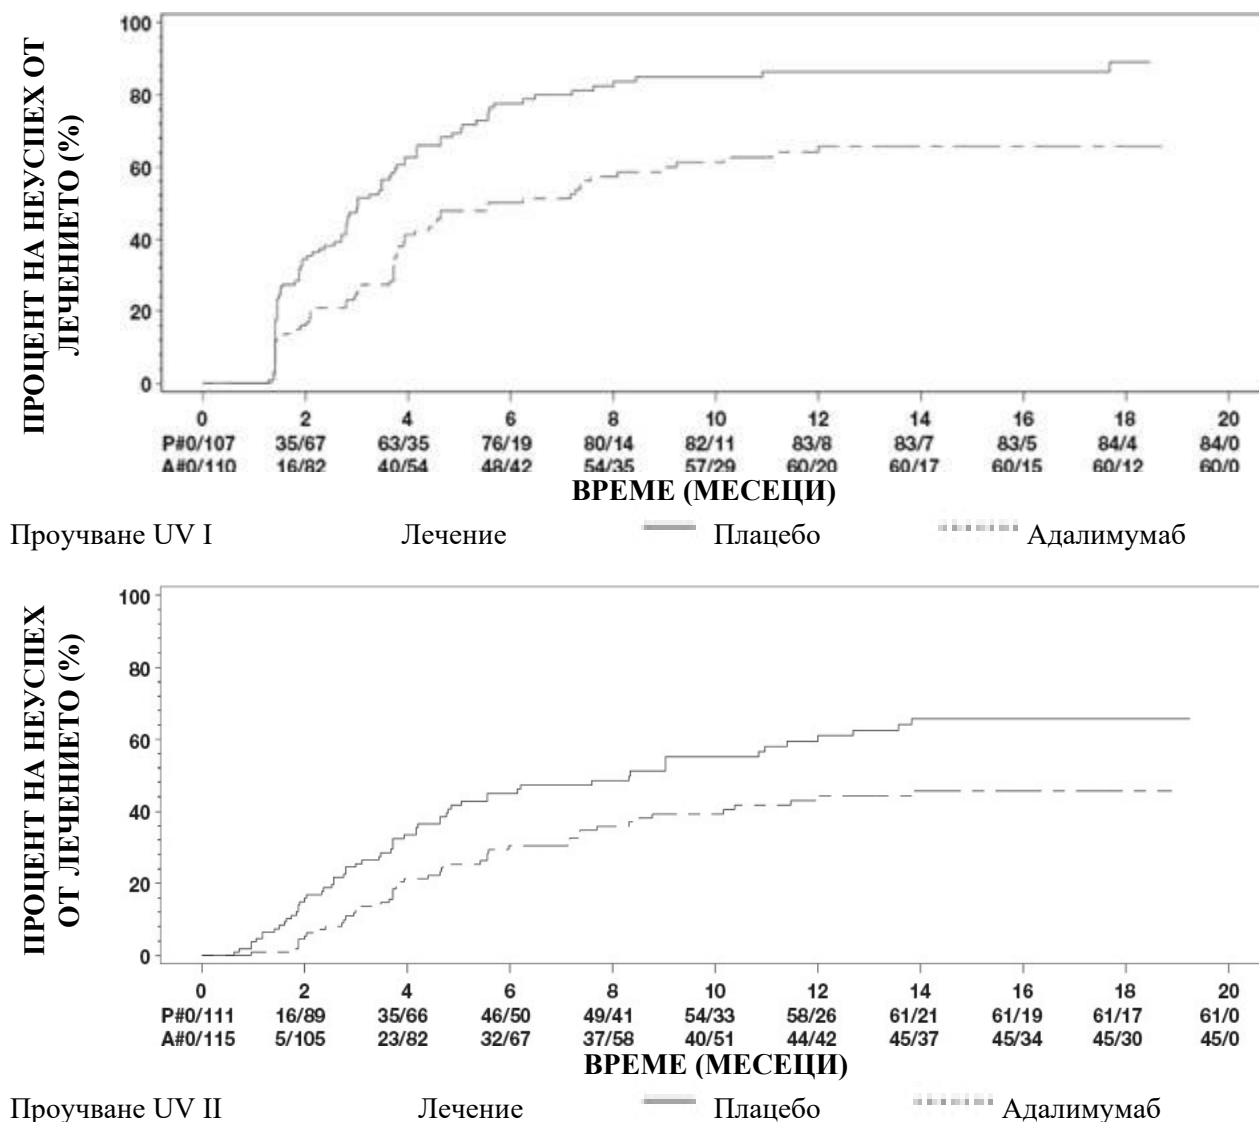 ПРОЦЕНТ НА НЕУСПЕХ ОТ
ЛЕЧЕНИЕТО (%)
100
80
60
40
20
0
0 2 4 6 8 10 12 14 16 18 20
P#0/107 35/67 63/35 76/19 80/14 82/11 83/8 83/7 83/5 84/4 84/0
A#0/110 16/82 40/54 48/42 54/35 57/29 60/20 60/17 60/15 60/12 60/0
ВРЕМЕ (МЕСЕЦИ)
Проучване UV I Лечение Плацебо Адалимумаб
ПРОЦЕНТ НА НЕУСПЕХ
ОТ ЛЕЧЕНИЕТО (%)
100
80
60
40
20
0
0 2 4 6 8 10 12 14 16 18 20
P#0/111 16/89 35/66 46/50 49/41 54/33 58/26 61/21 61/19 61/17 61/0
A#0/115 5/105 23/82 32/67 37/58 40/51 44/42 45/37 45/34 45/30 45/0
ВРЕМЕ (МЕСЕЦИ)
Проучване UV II Лечение Плацебо Адалимумаб